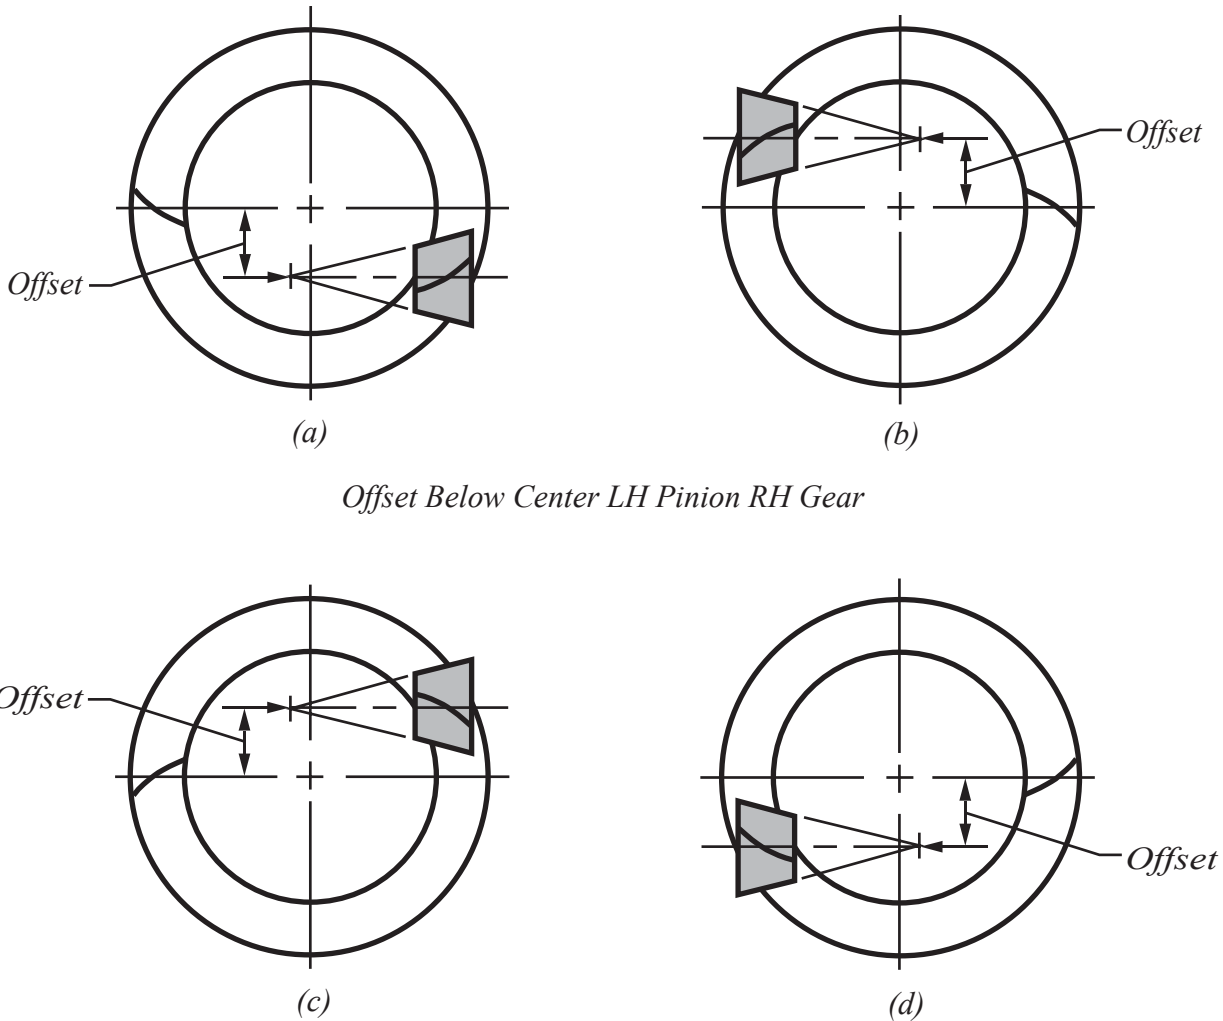 Offset
Offset
(a)
(b)
Offset Below Center LH Pinion RH Gear
Offset
Offset
(c)
(d)